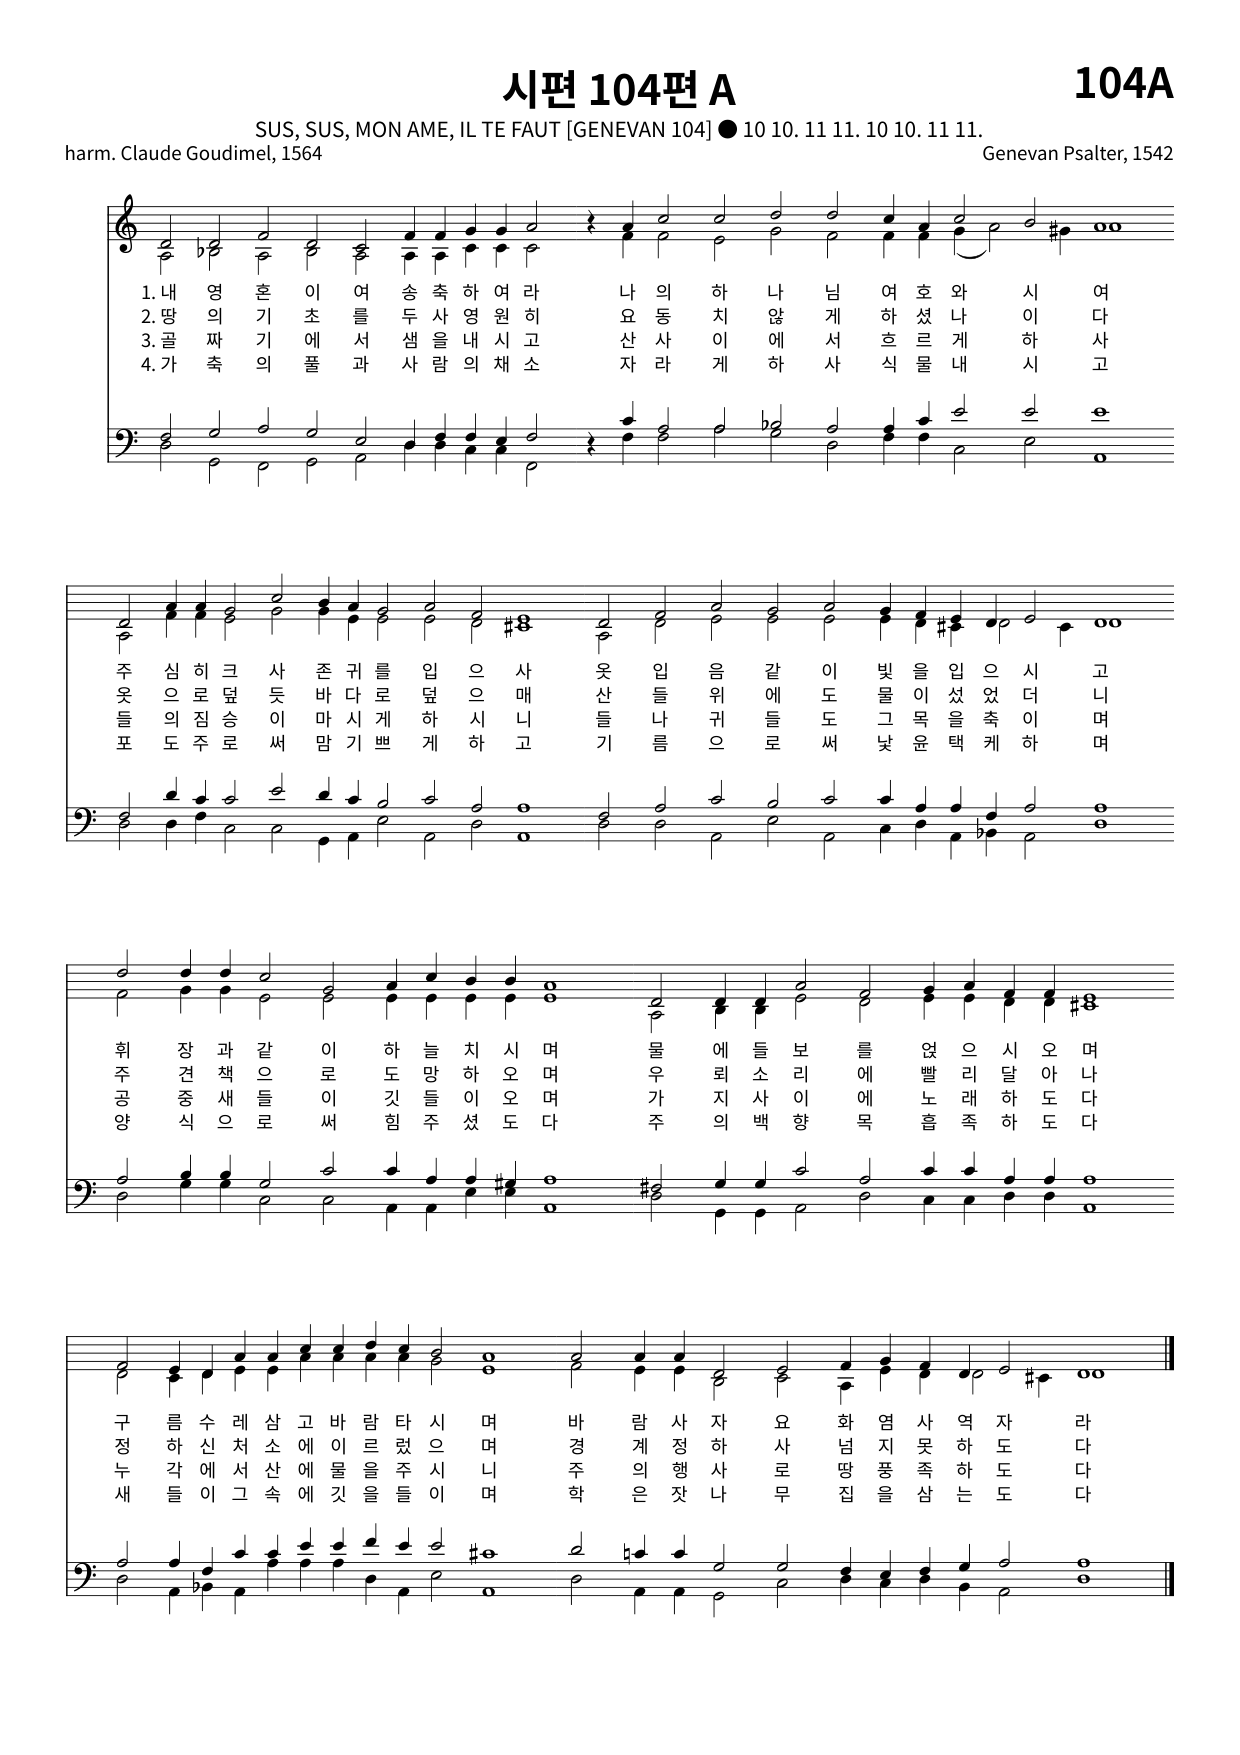 시편 104편 A
104A
SUS, SUS, MON AME, IL TE FAUT [GENEVAN 104] ● 10 10. 11 11. 10 10. 11 11.
harm. Claude Goudimel, 1564
Genevan Psalter, 1542
1. 내 영 혼 이 여 송 축 하 여 라 나 의 하 나 님 여 호 와 시 여
2. 땅 의 기 초 를 두 사 영 원 히 요 동 치 않 게 하 셨 나 이 다
3. 골 짜 기 에 서 샘 을 내 시 고 산 사 이 에 서 흐 르 게 하 사
4. 가 축 의 풀 과 사 람 의 채 소 자 라 게 하 사 식 물 내 시 고
주 심 히 크 사 존 귀 를 입 으 사 옷 입 음 같 이 빛 을 입 으 시 고
옷 으 로 덮 듯 바 다 로 덮 으 매 산 들 위 에 도 물 이 섰 었 더 니
들 의 짐 승 이 마 시 게 하 시 니 들 나 귀 들 도 그 목 을 축 이 며
포 도 주 로 써 맘 기 쁘 게 하 고 기 름 으 로 써 낯 윤 택 케 하 며
휘 장 과 같 이 하 늘 치 시 며 물 에 들 보 를 얹 으 시 오 며
주 견 책 으 로 도 망 하 오 며 우 뢰 소 리 에 빨 리 달 아 나
공 중 새 들 이 깃 들 이 오 며 가 지 사 이 에 노 래 하 도 다
양 식 으 로 써 힘 주 셨 도 다 주 의 백 향 목 흡 족 하 도 다
구 름 수 레 삼 고 바 람 타 시 며 바 람 사 자 요 화 염 사 역 자 라
정 하 신 처 소 에 이 르 렀 으 며 경 계 정 하 사 넘 지 못 하 도 다
누 각 에 서 산 에 물 을 주 시 니 주 의 행 사 로 땅 풍 족 하 도 다
새 들 이 그 속 에 깃 을 들 이 며 학 은 잣 나 무 집 을 삼 는 도 다